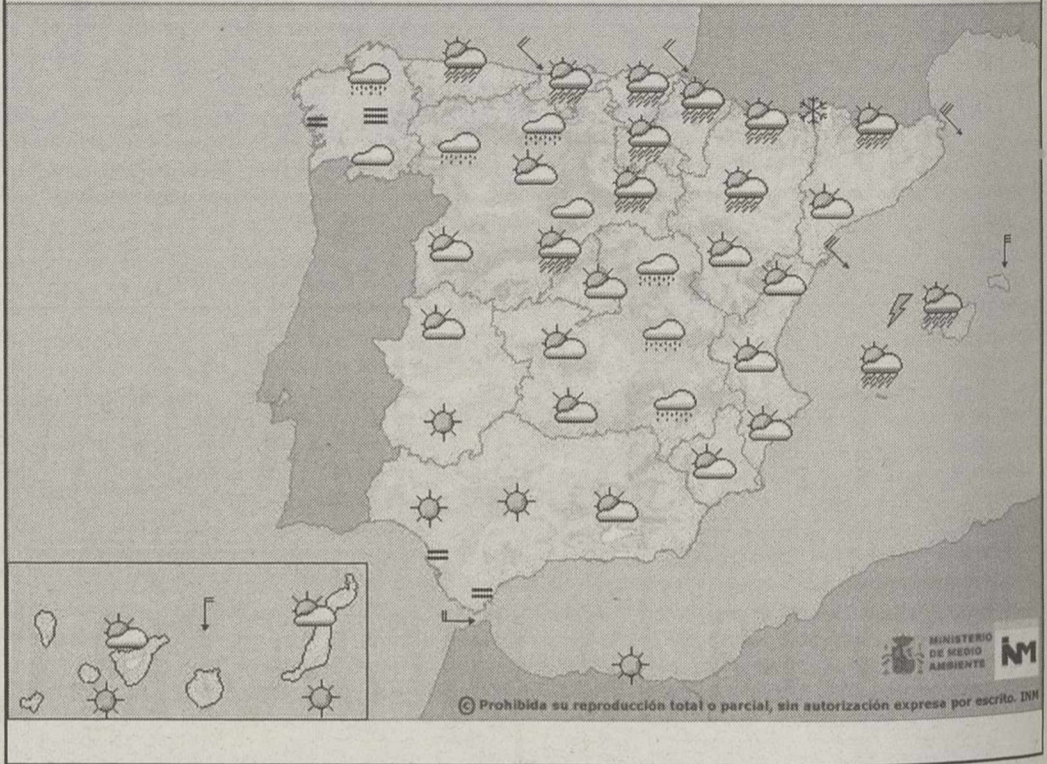 MINISTERIO
DE MEDIO
AMBIENTE
INM
© Prohibida su reproducción total o parcial, sin autorización expresa por escrito. INM